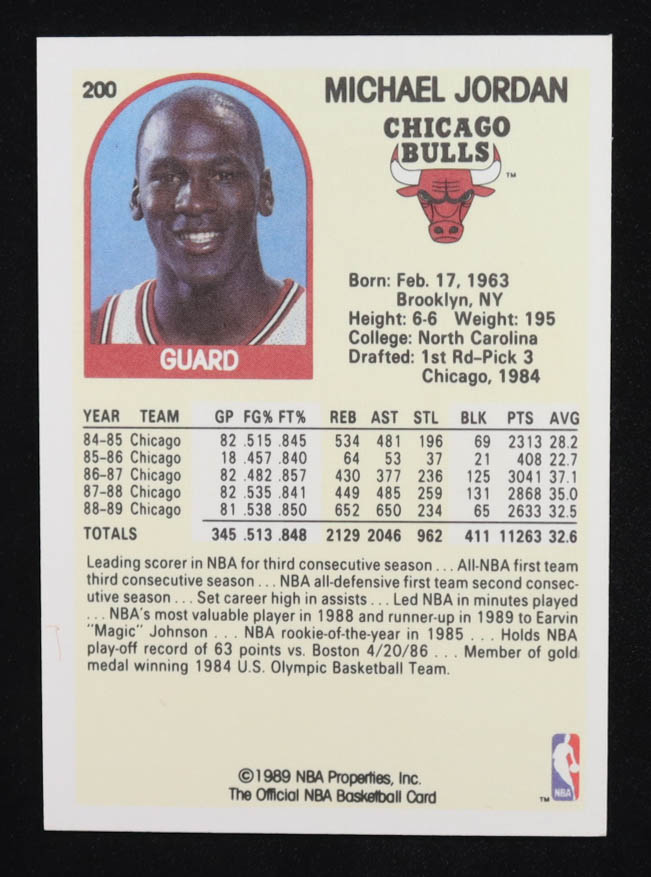 200
MICHAEL JORDAN
CHICAGO
BULLS
TM
Born: Feb. 17, 1963
Brooklyn, NY
Height: 6-6 Weight: 195
College: North Carolina
Drafted: 1st Rd–Pick 3
Chicago, 1984
GUARD
YEAR TEAM GP FG% FT% REB AST STL BLK PTS AVG
84–85 Chicago 82 .515 .845 534 481 196 69 2313 28.2
85–86 Chicago 18 .457 .840 64 53 37 21 408 22.7
86–87 Chicago 82 .482 .857 430 377 236 125 3041 37.1
87–88 Chicago 82 .535 .841 449 485 259 131 2868 35.0
88–89 Chicago 81 .538 .850 652 650 234 65 2633 32.5
TOTALS 345 .513 .848 2129 2046 962 411 11263 32.6
Leading scorer in NBA for third consecutive season . . . All-NBA first team
third consecutive season . . . NBA all-defensive first team second consec-
utive season . . . Set career high in assists . . . Led NBA in minutes played
. . . NBA's most valuable player in 1988 and runner-up in 1989 to Earvin
"Magic" Johnson . . . NBA rookie-of-the-year in 1985 . . . Holds NBA
play-off record of 63 points vs. Boston 4/20/86 . . . Member of gold
medal winning 1984 U.S. Olympic Basketball Team.
©1989 NBA Properties, Inc.
The Official NBA Basketball Card
TM
NBA